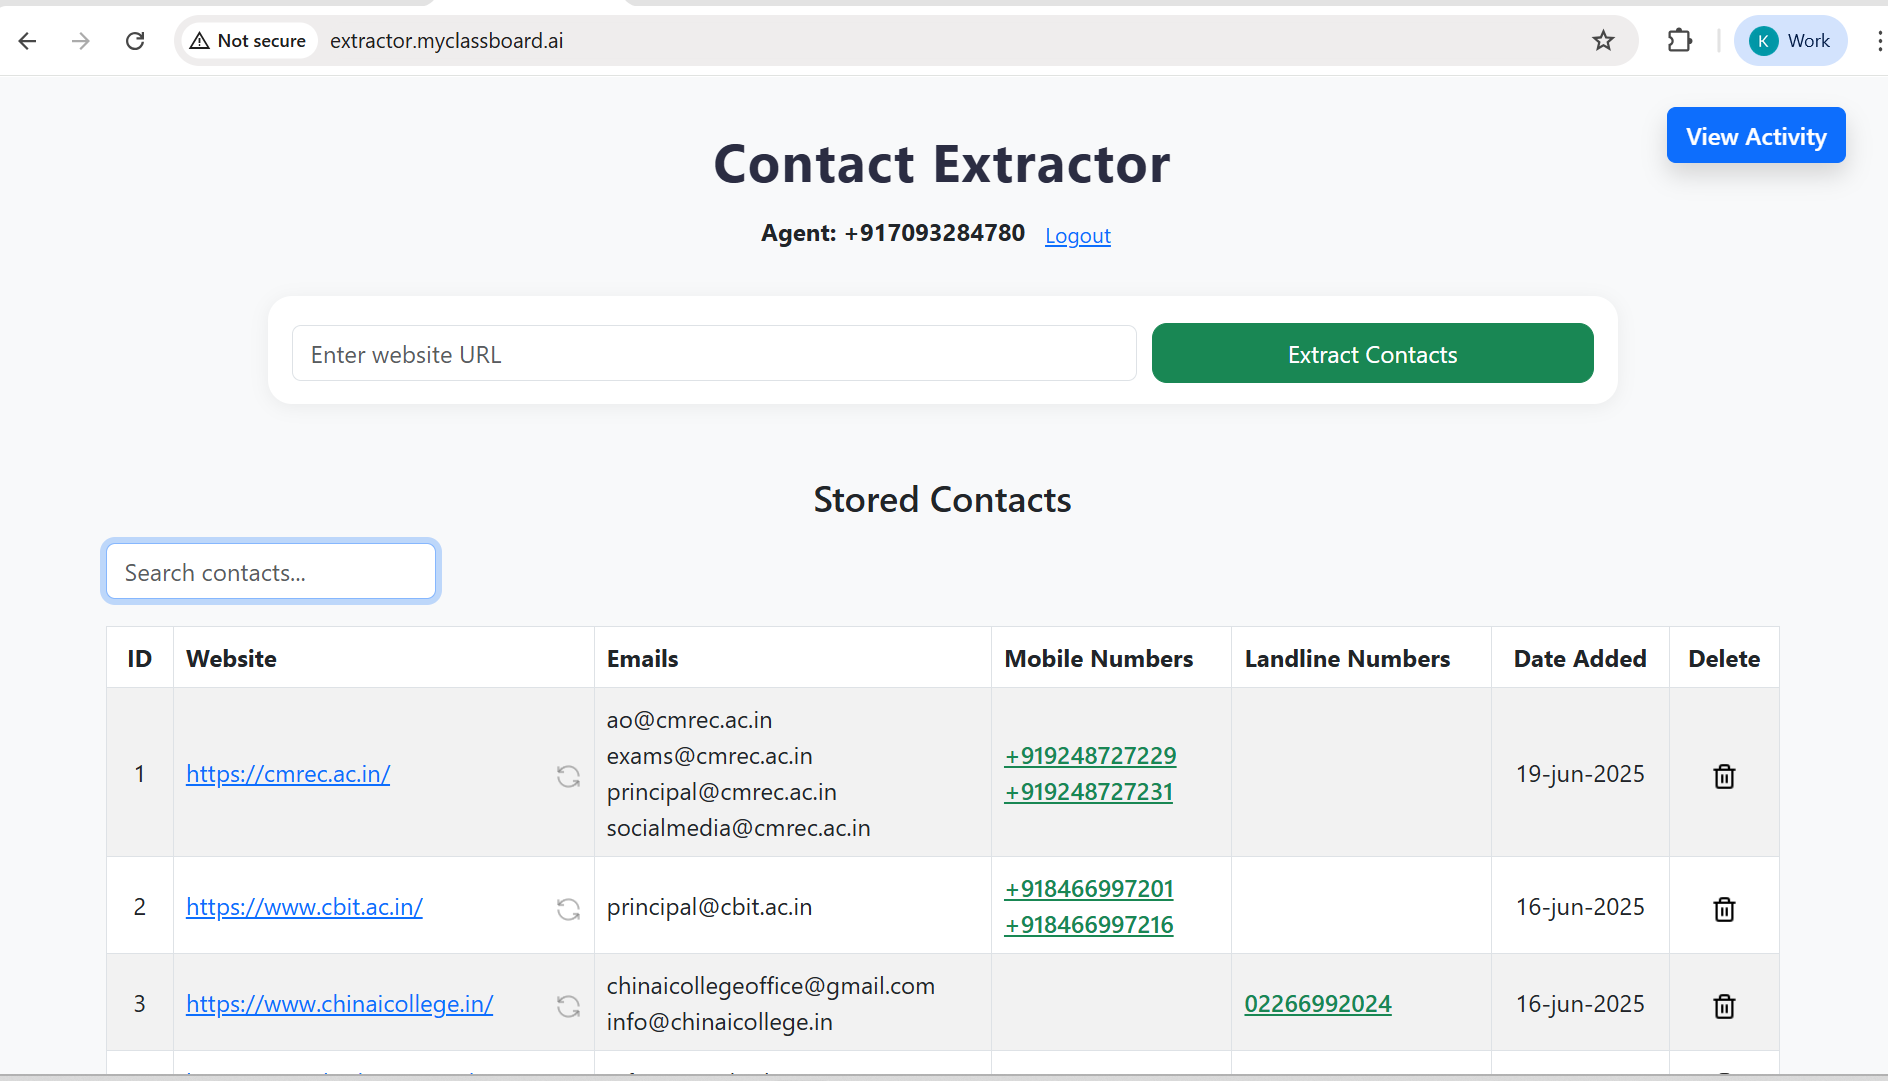 Not secure
extractor.myclassboard.ai
K
Work
View Activity
Contact Extractor
Agent: +917093284780 Logout
Enter website URL
Extract Contacts
Stored Contacts
Search contacts...
ID Website Emails Mobile Numbers Landline Numbers Date Added Delete
1 https://cmrec.ac.in/
ao@cmrec.ac.in
exams@cmrec.ac.in
principal@cmrec.ac.in
socialmedia@cmrec.ac.in
+919248727229
+919248727231
19-jun-2025
2 https://www.cbit.ac.in/
principal@cbit.ac.in
+918466997201
+918466997216
16-jun-2025
3 https://www.chinaicollege.in/
chinaicollegeoffice@gmail.com
info@chinaicollege.in
02266992024
16-jun-2025